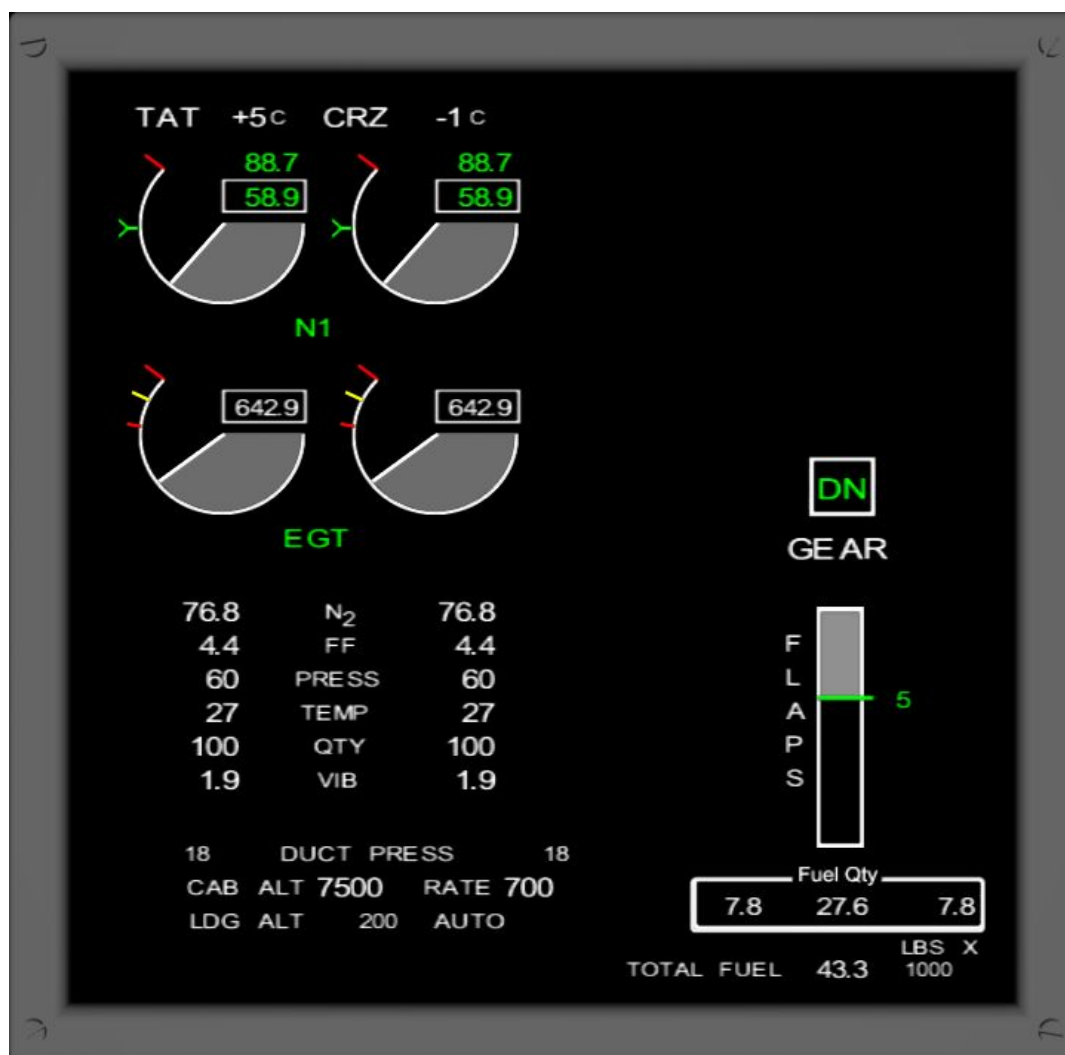 TAT +5 C CRZ -1 C
88.7 88.7
58.9 58.9
N1
642.9 642.9
EGT
DN
GEAR
76.8 N2 76.8
4.4 FF 4.4
60 PRESS 60
27 TEMP 27
100 QTY 100
1.9 VIB 1.9
FLAPS
5
18 DUCT PRESS 18
CAB ALT 7500 RATE 700
LDG ALT 200 AUTO
Fuel Qty
7.8 27.6 7.8
LBS X
TOTAL FUEL 43.3 1000